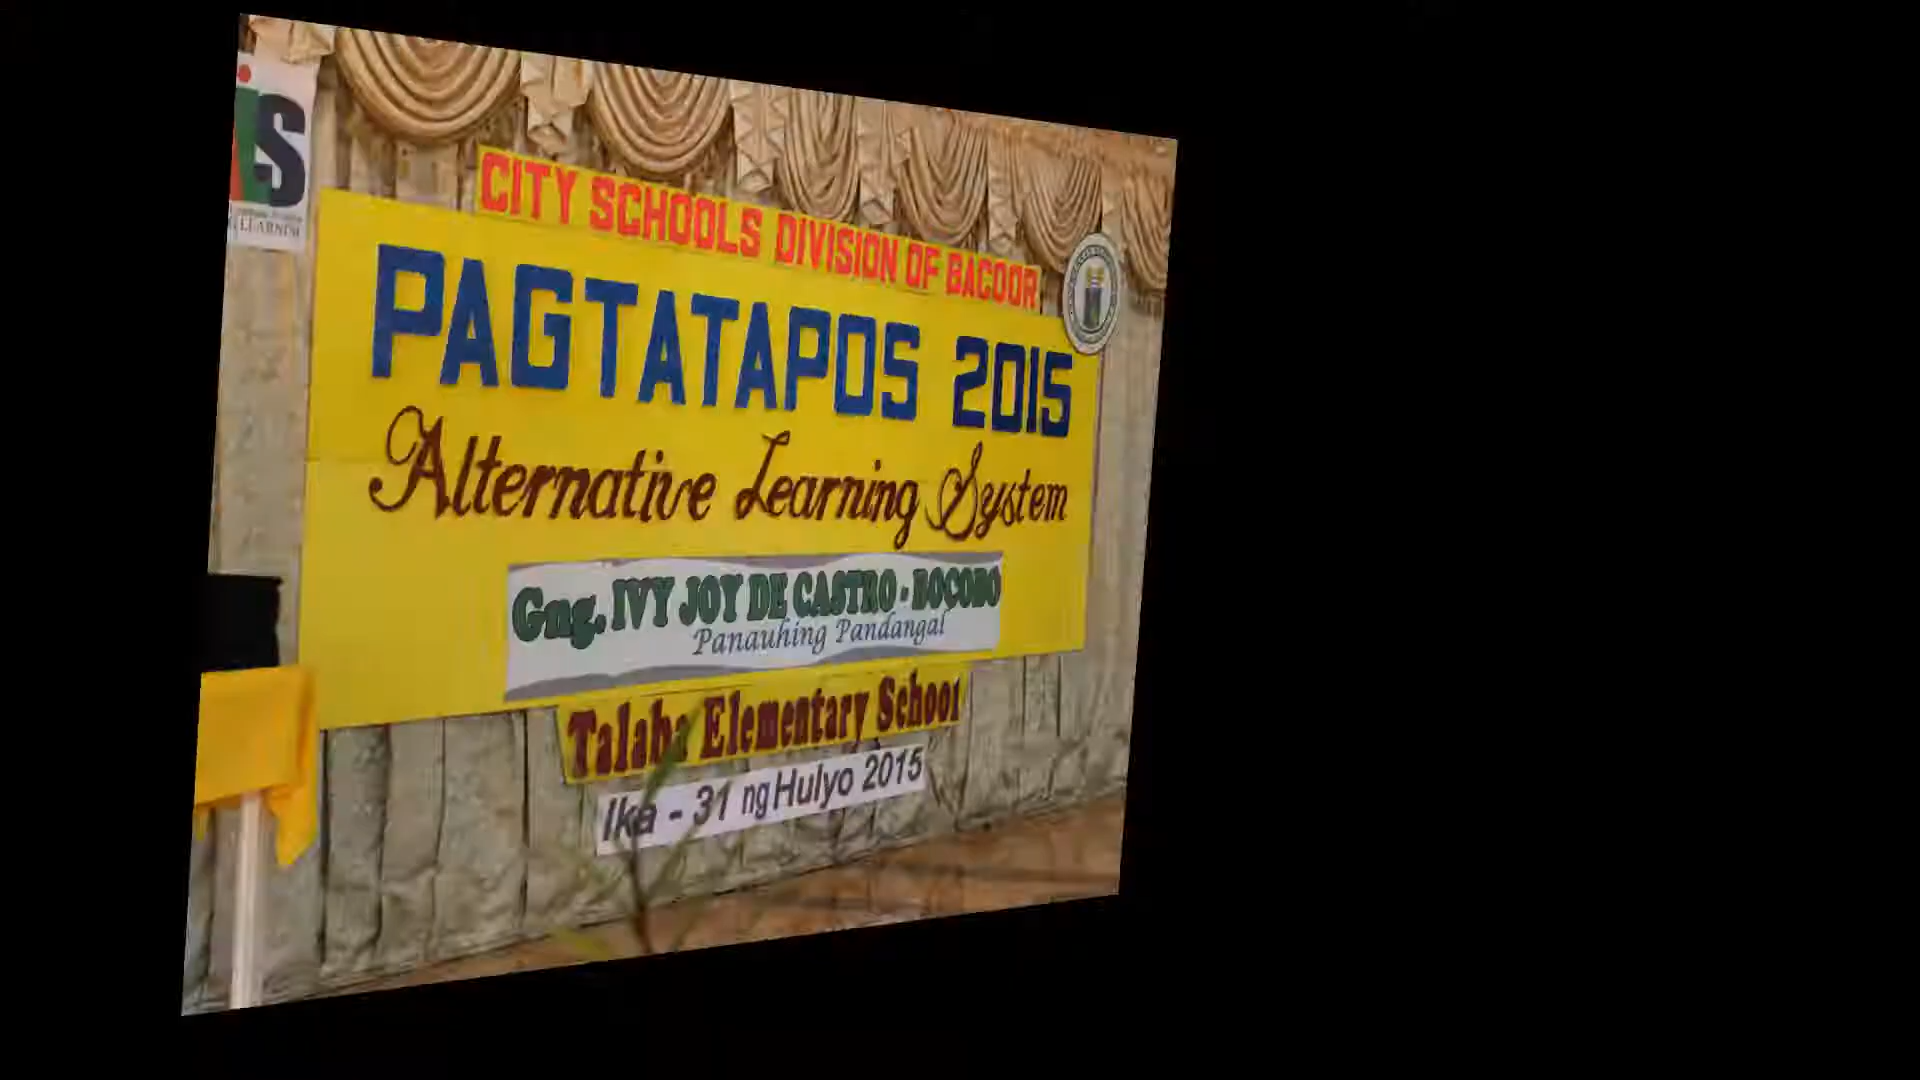 CITY SCHOOLS DIVISION OF BACOOR
PAGTATAPOS 2015
Alternative Learning System
Gng. IVY JOY DE CASTRO - BOCOBO
Panauhing Pandangal
Talaba Elementary School
Ika - 31 ng Hulyo 2015